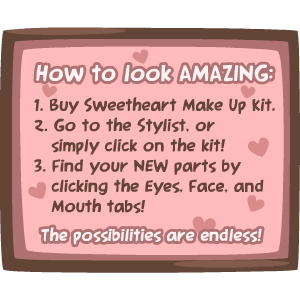 How to look AMAZING:
1. Buy Sweetheart Make Up Kit.
2. Go to the Stylist, or
simply click on the kit!
3. Find your NEW parts by
clicking the Eyes, Face, and
Mouth tabs!
The possibilities are endless!